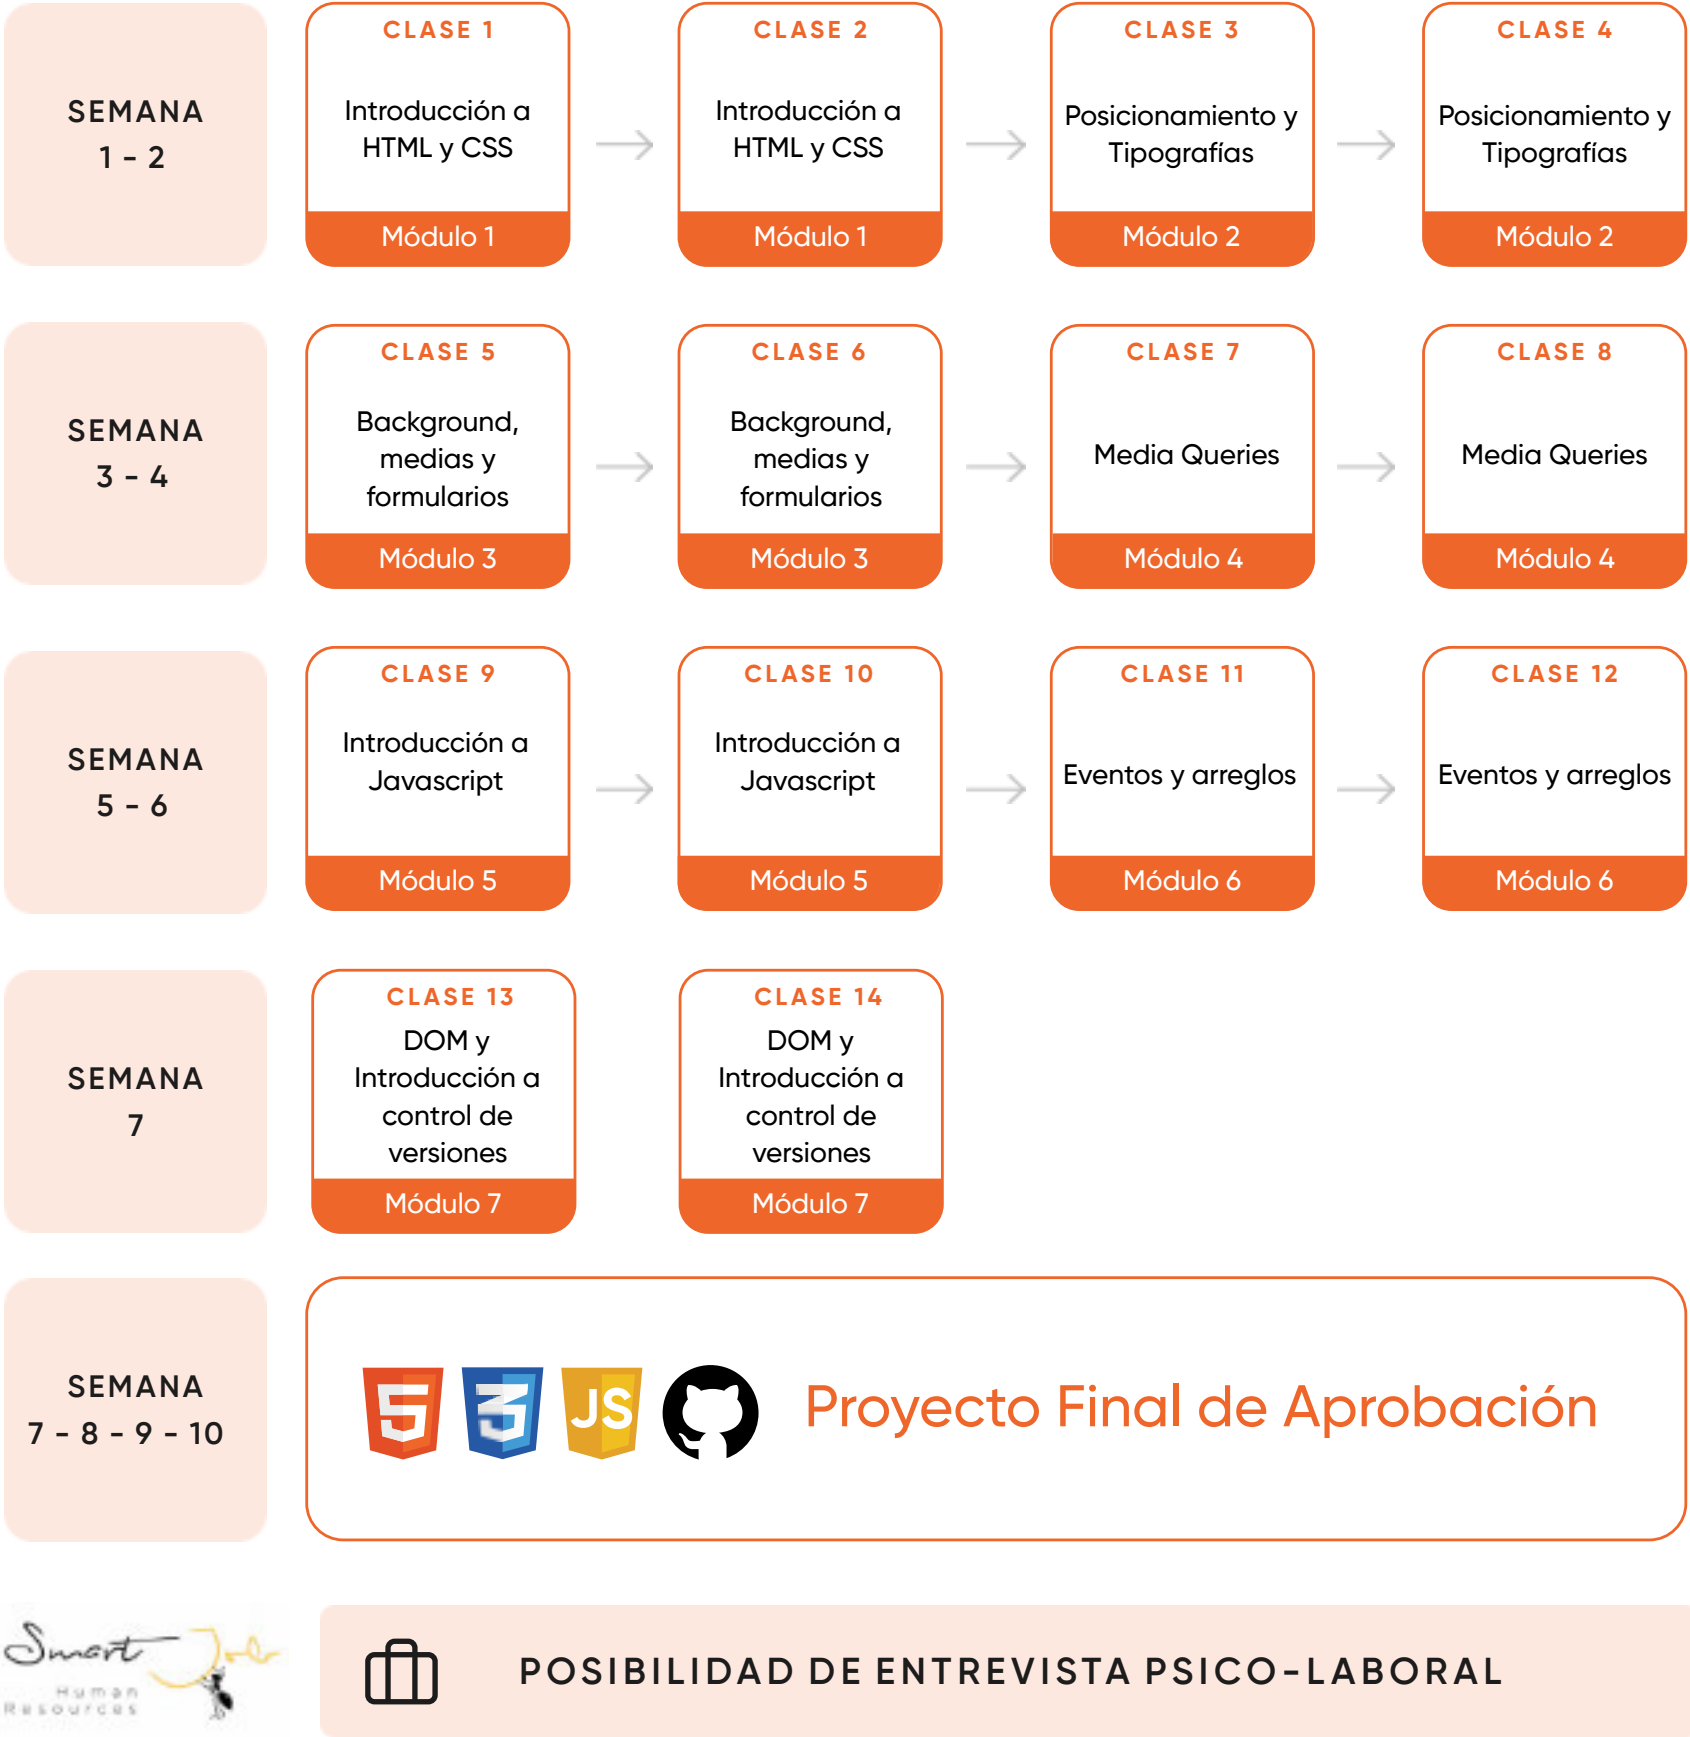 SEMANA
1 - 2
CLASE 1
Introducción a
HTML y CSS
Módulo 1
CLASE 2
Introducción a
HTML y CSS
Módulo 1
CLASE 3
Posicionamiento y
Tipografías
Módulo 2
CLASE 4
Posicionamiento y
Tipografías
Módulo 2
SEMANA
3 - 4
CLASE 5
Background,
medias y
formularios
Módulo 3
CLASE 6
Background,
medias y
formularios
Módulo 3
CLASE 7
Media Queries
Módulo 4
CLASE 8
Media Queries
Módulo 4
SEMANA
5 - 6
CLASE 9
Introducción a
Javascript
Módulo 5
CLASE 10
Introducción a
Javascript
Módulo 5
CLASE 11
Eventos y arreglos
Módulo 6
CLASE 12
Eventos y arreglos
Módulo 6
SEMANA
7
CLASE 13
DOM y
Introducción a
control de
versiones
Módulo 7
CLASE 14
DOM y
Introducción a
control de
versiones
Módulo 7
SEMANA
7 - 8 - 9 - 10
5
3
JS
Proyecto Final de Aprobación
Smart Job
Human
Resources
POSIBILIDAD DE ENTREVISTA PSICO-LABORAL